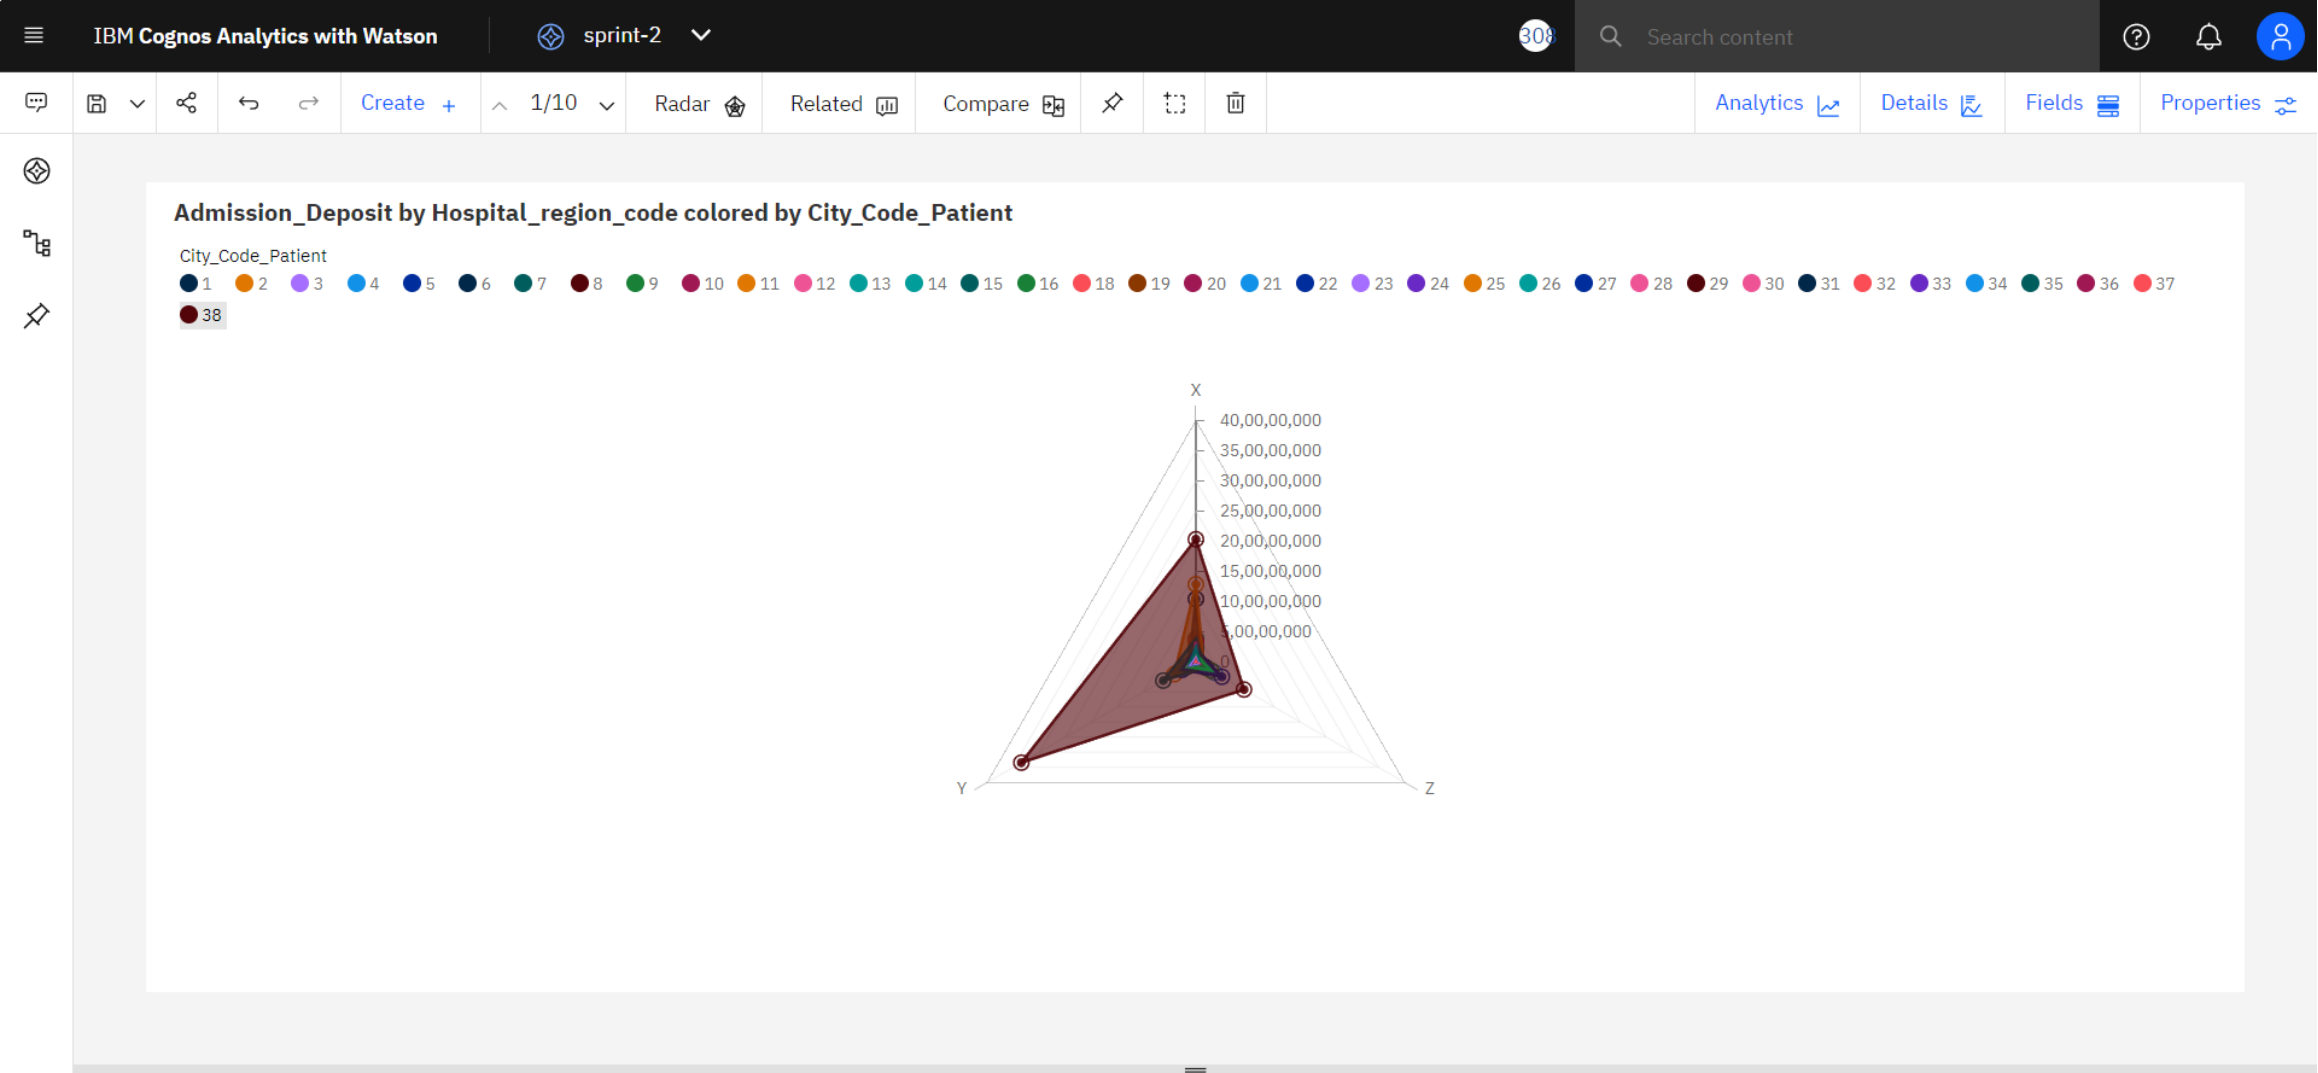 IBM Cognos Analytics with Watson
sprint-2
308
Search content
Create +
1/10
Radar
Related
Compare
Analytics
Details
Fields
Properties
Admission_Deposit by Hospital_region_code colored by City_Code_Patient
City_Code_Patient
1 2 3 4 5 6 7 8 9 10 11 12 13 14 15 16 18 19 20 21 22 23 24 25 26 27 28 29 30 31 32 33 34 35 36 37
38
X
40,00,00,000
35,00,00,000
30,00,00,000
25,00,00,000
20,00,00,000
15,00,00,000
10,00,00,000
5,00,00,000
0
Y
Z